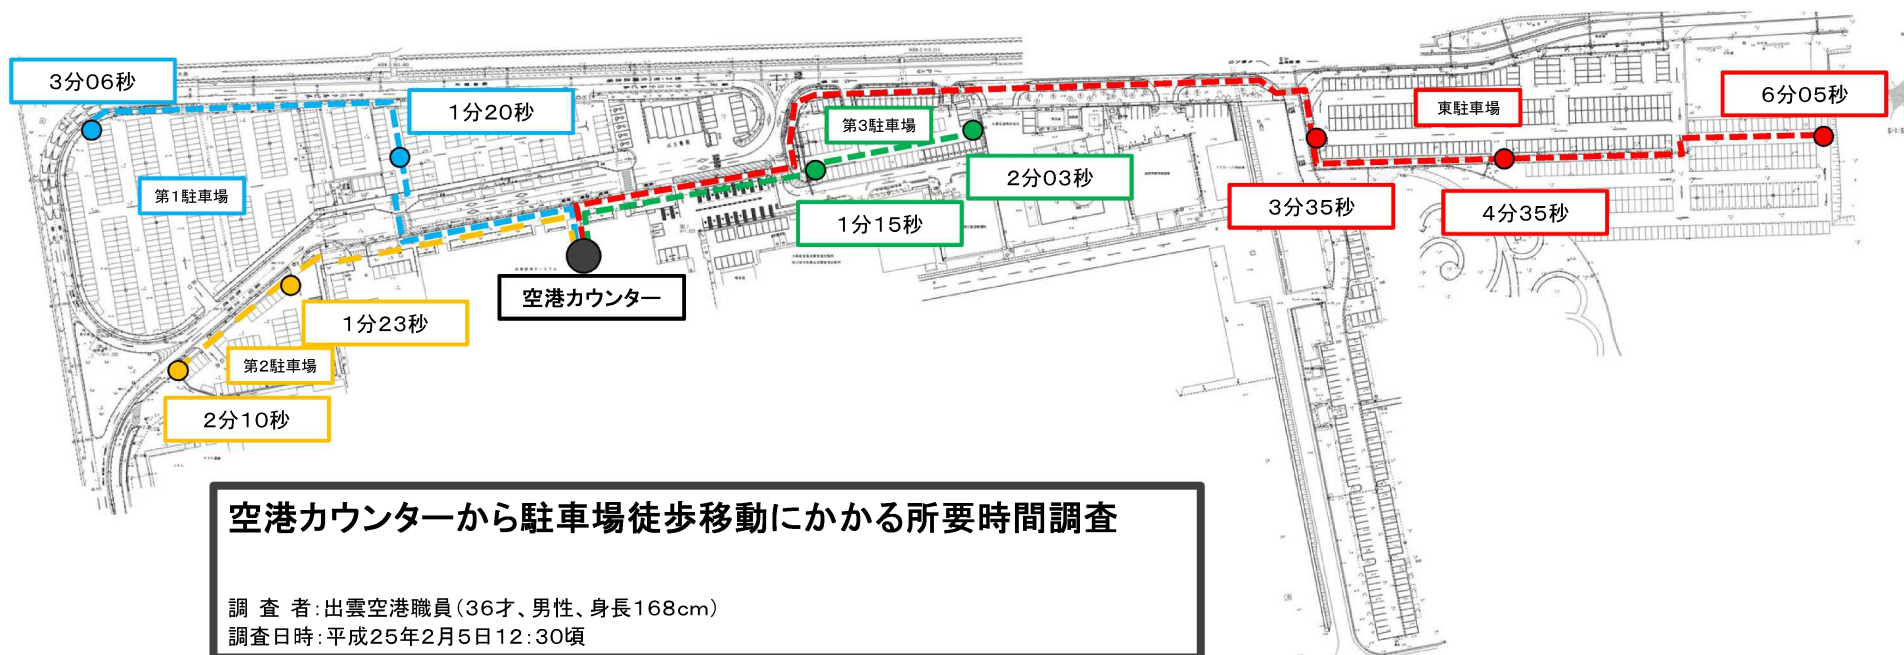 3分06秒
1分20秒
第1駐車場
第3駐車場
2分03秒
1分15秒
東駐車場
6分05秒
3分35秒
4分35秒
空港カウンター
1分23秒
第2駐車場
2分10秒
空港カウンターから駐車場徒歩移動にかかる所要時間調査
調 査 者：出雲空港職員（36才、男性、身長168cm）
調査日時：平成25年2月5日12：30頃